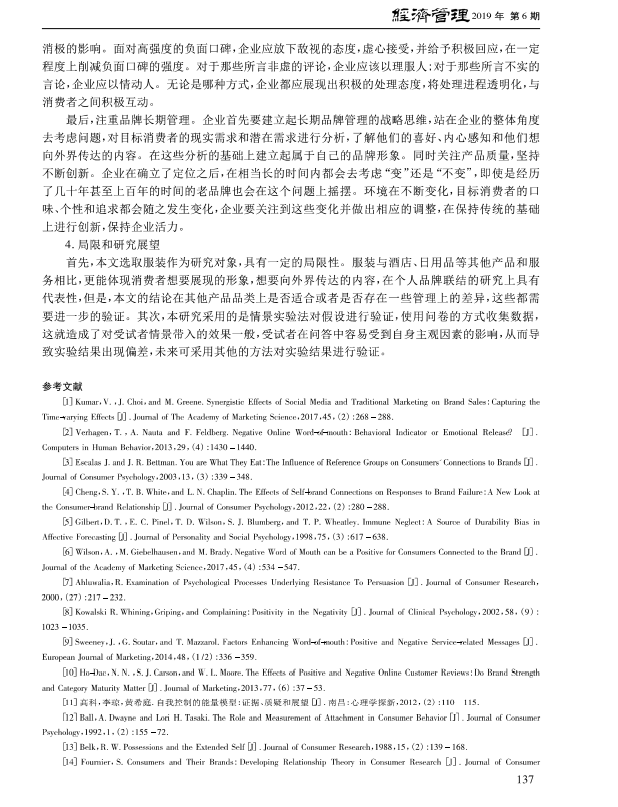 經濟管理 2019 年 第 6 期
消极的影响。面对高强度的负面口碑,企业应放下敌视的态度,虚心接受,并给予积极回应,在一定
程度上削减负面口碑的强度。对于那些所言非虚的评论,企业应该以理服人;对于那些所言不实的
言论,企业应以情动人。无论是哪种方式,企业都应展现出积极的处理态度,将处理进程透明化,与
消费者之间积极互动。
最后,注重品牌长期管理。企业首先要建立起长期品牌管理的战略思维,站在企业的整体角度
去考虑问题,对目标消费者的现实需求和潜在需求进行分析,了解他们的喜好、内心感知和他们想
向外界传达的内容。在这些分析的基础上建立起属于自己的品牌形象。同时关注产品质量,坚持
不断创新。企业在确立了定位之后,在相当长的时间内都会去考虑“变”还是“不变”,即使是经历
了几十年甚至上百年的时间的老品牌也会在这个问题上摇摆。环境在不断变化,目标消费者的口
味、个性和追求都会随之发生变化,企业要关注到这些变化并做出相应的调整,在保持传统的基础
上进行创新,保持企业活力。
4. 局限和研究展望
首先,本文选取服装作为研究对象,具有一定的局限性。服装与酒店、日用品等其他产品和服
务相比,更能体现消费者想要展现的形象,想要向外界传达的内容,在个人品牌联结的研究上具有
代表性,但是,本文的结论在其他产品品类上是否适合或者是否存在一些管理上的差异,这些都需
要进一步的验证。其次,本研究采用的是情景实验法对假设进行验证,使用问卷的方式收集数据,
这就造成了对受试者情景带入的效果一般,受试者在问答中容易受到自身主观因素的影响,从而导
致实验结果出现偏差,未来可采用其他的方法对实验结果进行验证。
参考文献
[1] Kumar, V. , J. Choi, and M. Greene. Synergistic Effects of Social Media and Traditional Marketing on Brand Sales: Capturing the
Time-varying Effects [J]. Journal of The Academy of Marketing Science, 2017, 45, (2) :268 – 288.
[2] Verhagen, T. , A. Nauta and F. Feldberg. Negative Online Word-of-mouth: Behavioral Indicator or Emotional Release? [J].
Computers in Human Behavior, 2013, 29, (4) :1430 – 1440.
[3] Escalas J. and J. R. Bettman. You are What They Eat: The Influence of Reference Groups on Consumers' Connections to Brands [J].
Journal of Consumer Psychology, 2003, 13, (3) :339 – 348.
[4] Cheng, S. Y. , T. B. White, and L. N. Chaplin. The Effects of Self-brand Connections on Responses to Brand Failure: A New Look at
the Consumer-brand Relationship [J]. Journal of Consumer Psychology, 2012, 22, (2) :280 – 288.
[5] Gilbert, D. T. , E. C. Pinel, T. D. Wilson, S. J. Blumberg, and T. P. Wheatley. Immune Neglect: A Source of Durability Bias in
Affective Forecasting [J]. Journal of Personality and Social Psychology, 1998, 75, (3) :617 – 638.
[6] Wilson, A. , M. Giebelhausen, and M. Brady. Negative Word of Mouth can be a Positive for Consumers Connected to the Brand [J].
Journal of the Academy of Marketing Science, 2017, 45, (4) :534 – 547.
[7] Ahluwalia, R. Examination of Psychological Processes Underlying Resistance To Persuasion [J]. Journal of Consumer Research,
2000, (27) :217 – 232.
[8] Kowalski R. Whining, Griping, and Complaining: Positivity in the Negativity [J]. Journal of Clinical Psychology, 2002, 58, (9) :
1023 – 1035.
[9] Sweeney, J. , G. Soutar, and T. Mazzarol. Factors Enhancing Word-of-mouth: Positive and Negative Service-related Messages [J].
European Journal of Marketing, 2014, 48, (1/2) :336 – 359.
[10] Ho-Dac, N. N. , S. J. Carson, and W. L. Moore. The Effects of Positive and Negative Online Customer Reviews: Do Brand Strength
and Category Maturity Matter [J]. Journal of Marketing, 2013, 77, (6) :37 – 53.
[11] 高科, 李琼, 黄希庭. 自我控制的能量模型:证据、质疑和展望 [J]. 南昌:心理学探新, 2012, (2) :110 115.
[12] Ball, A. Dwayne and Lori H. Tasaki. The Role and Measurement of Attachment in Consumer Behavior [J]. Journal of Consumer
Psychology, 1992, 1, (2) :155 – 72.
[13] Belk, R. W. Possessions and the Extended Self [J]. Journal of Consumer Research, 1988, 15, (2) :139 – 168.
[14] Fournier, S. Consumers and Their Brands: Developing Relationship Theory in Consumer Research [J]. Journal of Consumer
137